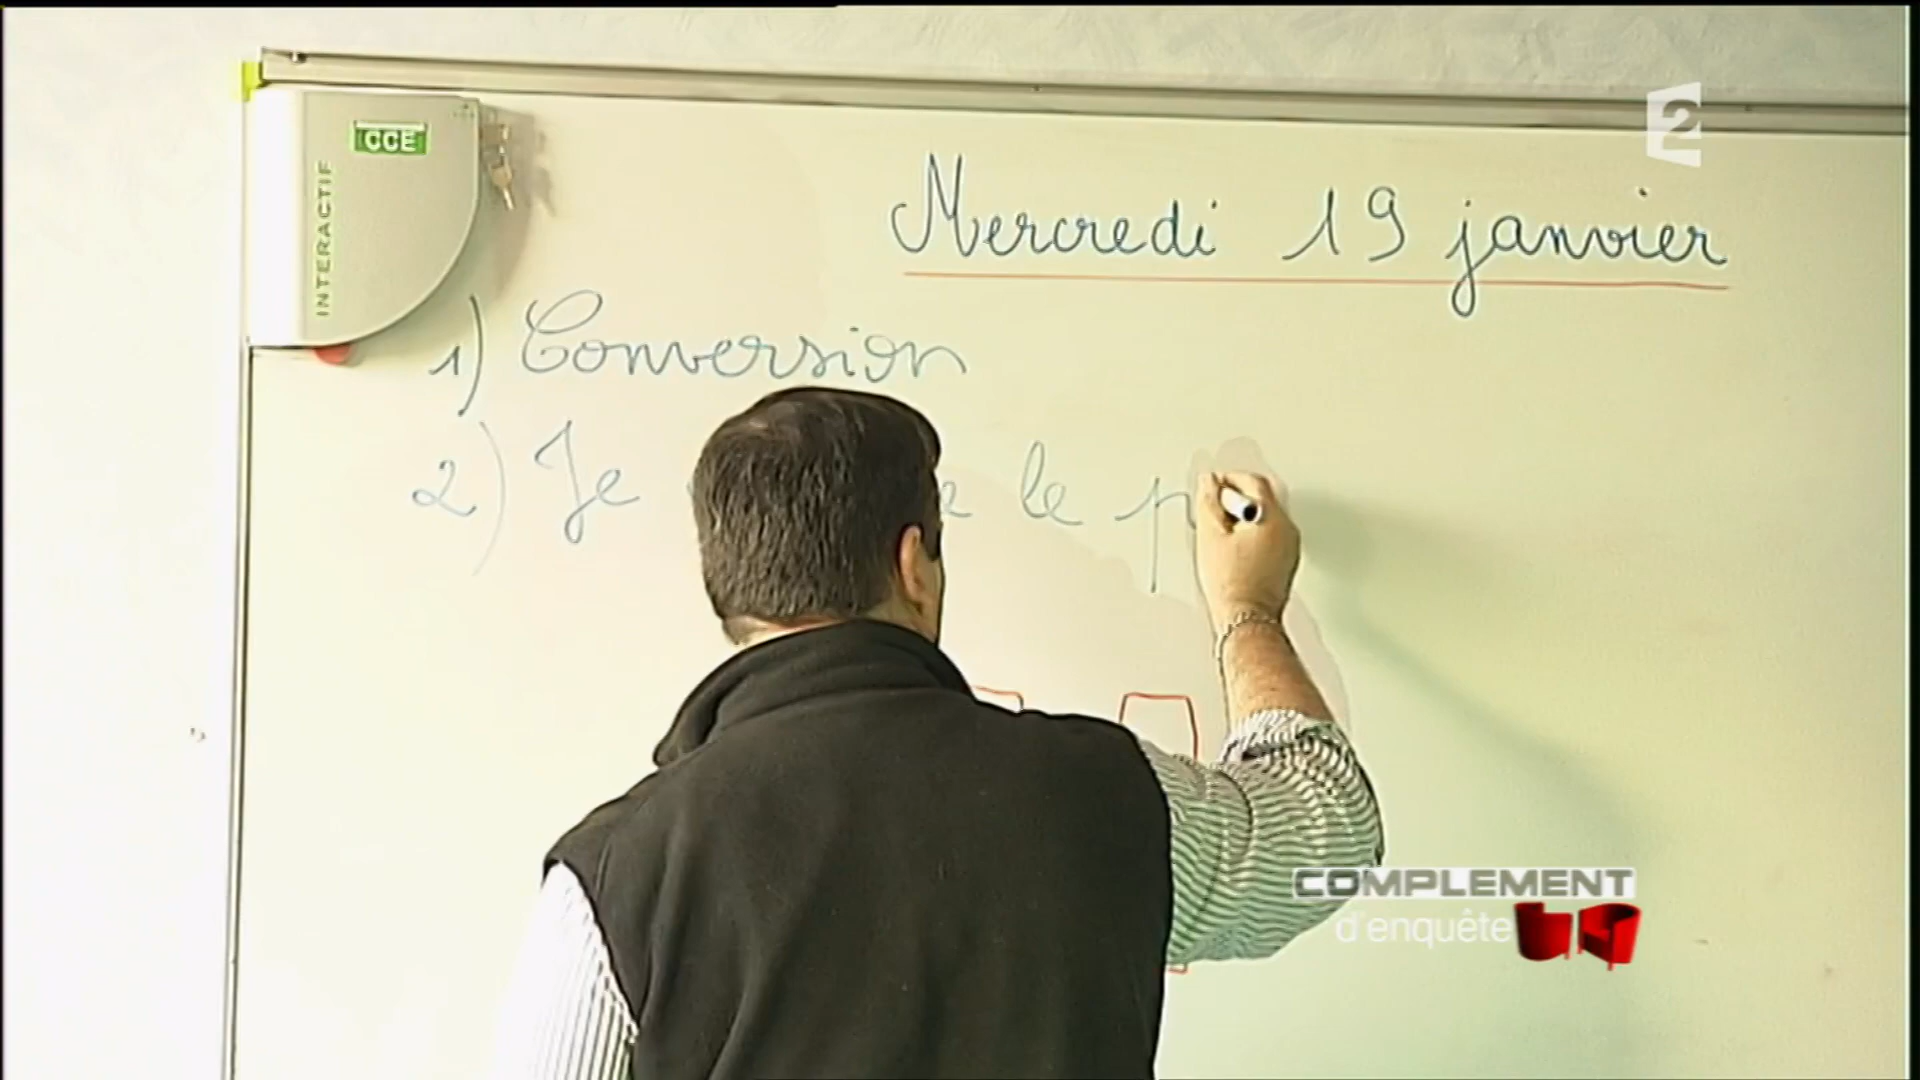 CCE
INTERACTIF
2
Mercredi 19 janvier
1) Conversion
2) Je le
COMPLEMENT
d'enquête